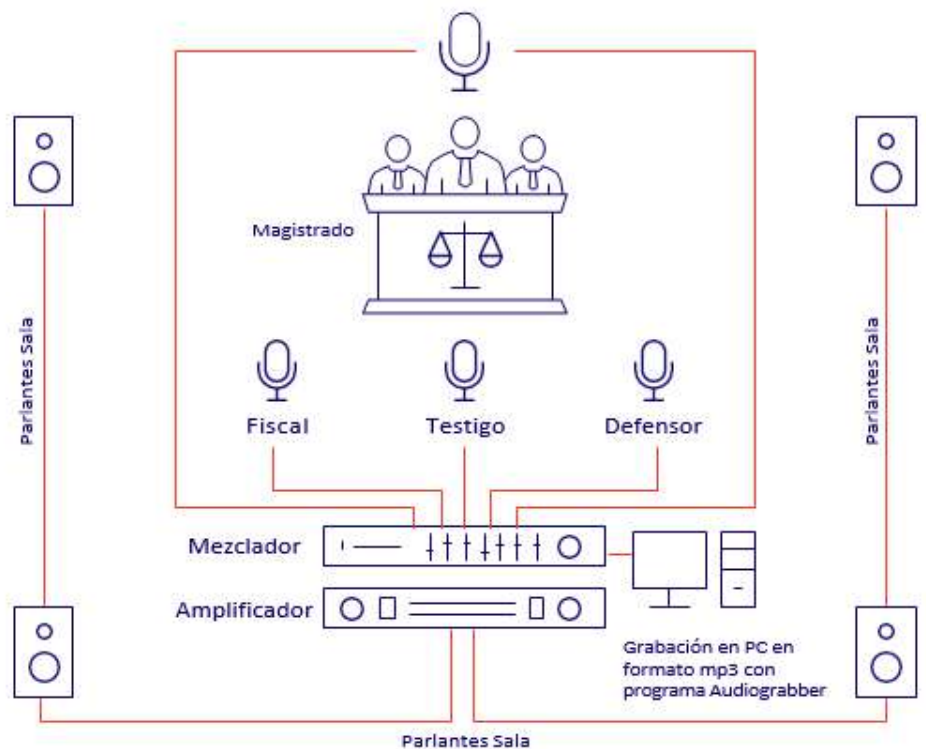 Magistrado
Parlantes Sala
Parlantes Sala
Fiscal
Testigo
Defensor
Mezclador
Amplificador
Grabación en PC en
formato mp3 con
programa Audiograbber
Parlantes Sala